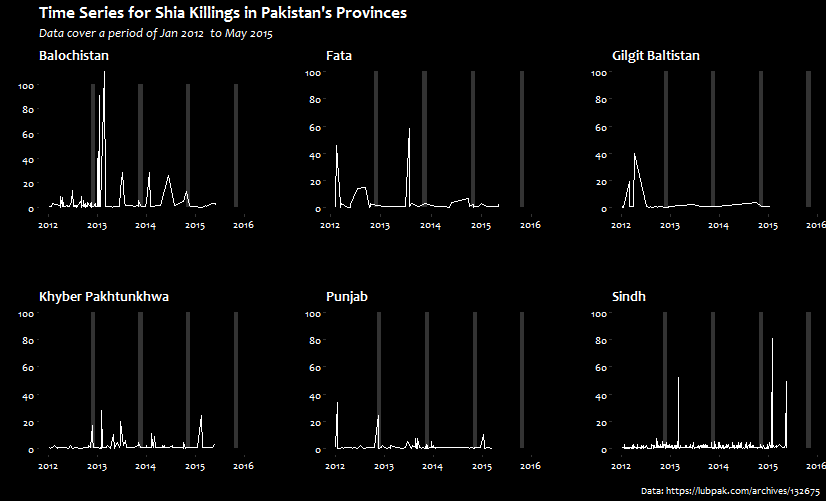 Time Series for Shia Killings in Pakistan's Provinces
Data cover a period of Jan 2012 to May 2015
Balochistan
100
80
60
40
20
0
2012 2013 2014 2015 2016
Fata
100
80
60
40
20
0
2012 2013 2014 2015 2016
Gilgit Baltistan
100
80
60
40
20
0
2012 2013 2014 2015 2016
Khyber Pakhtunkhwa
100
80
60
40
20
0
2012 2013 2014 2015 2016
Punjab
100
80
60
40
20
0
2012 2013 2014 2015 2016
Sindh
100
80
60
40
20
0
2012 2013 2014 2015 2016
Data: https://lubpak.com/archives/132675